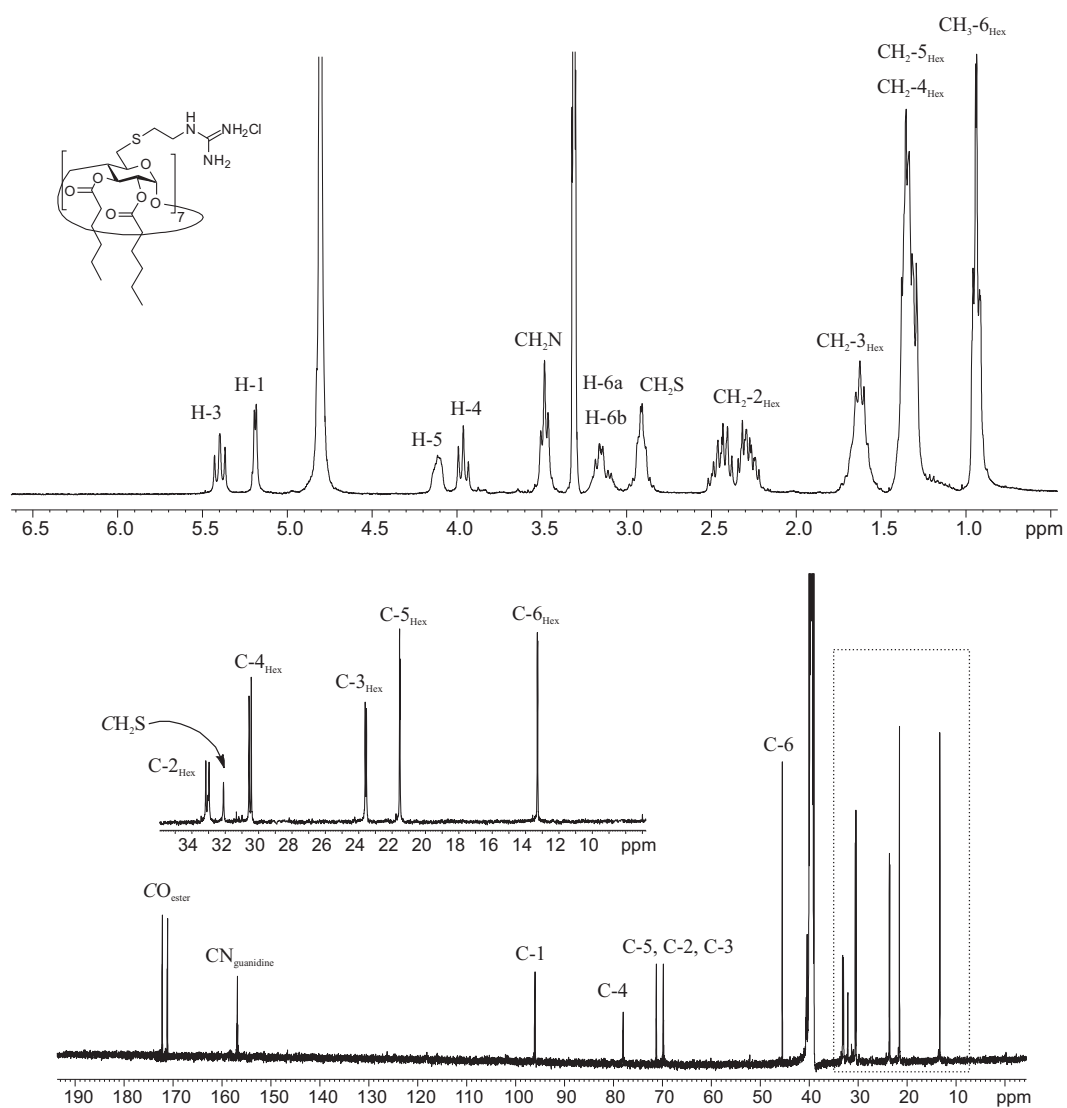 CH₃-6Hex
CH₂-5Hex
CH₂-4Hex
H
N
NH₂Cl
S
NH₂
O
O
O
O
O
O
7
CH₂N
CH₂-3Hex
H-3
H-1
H-5
H-4
H-6a
H-6b
CH₂S
CH₂-2Hex
6.5 6.0 5.5 5.0 4.5 4.0 3.5 3.0 2.5 2.0 1.5 1.0 ppm
C-5Hex
C-6Hex
C-4Hex
C-3Hex
CH₂S
C-2Hex
C-6
34 32 30 28 26 24 22 20 18 16 14 12 10 ppm
COester
CNguanidine
C-1
C-5, C-2, C-3
C-4
190 180 170 160 150 140 130 120 110 100 90 80 70 60 50 40 30 20 10 ppm